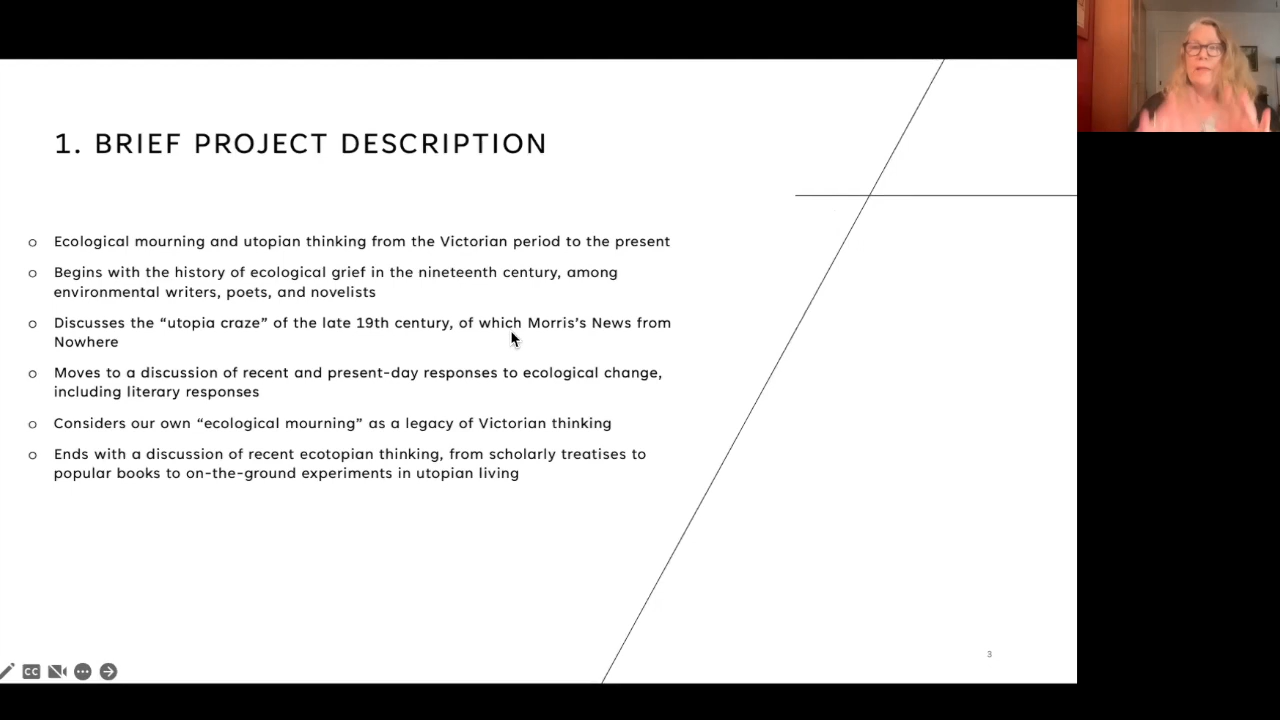 1. BRIEF PROJECT DESCRIPTION
o Ecological mourning and utopian thinking from the Victorian period to the present
o Begins with the history of ecological grief in the nineteenth century, among
environmental writers, poets, and novelists
o Discusses the “utopia craze” of the late 19th century, of which Morris’s News from
Nowhere
o Moves to a discussion of recent and present-day responses to ecological change,
including literary responses
o Considers our own “ecological mourning” as a legacy of Victorian thinking
o Ends with a discussion of recent ecotopian thinking, from scholarly treatises to
popular books to on-the-ground experiments in utopian living
3
CC